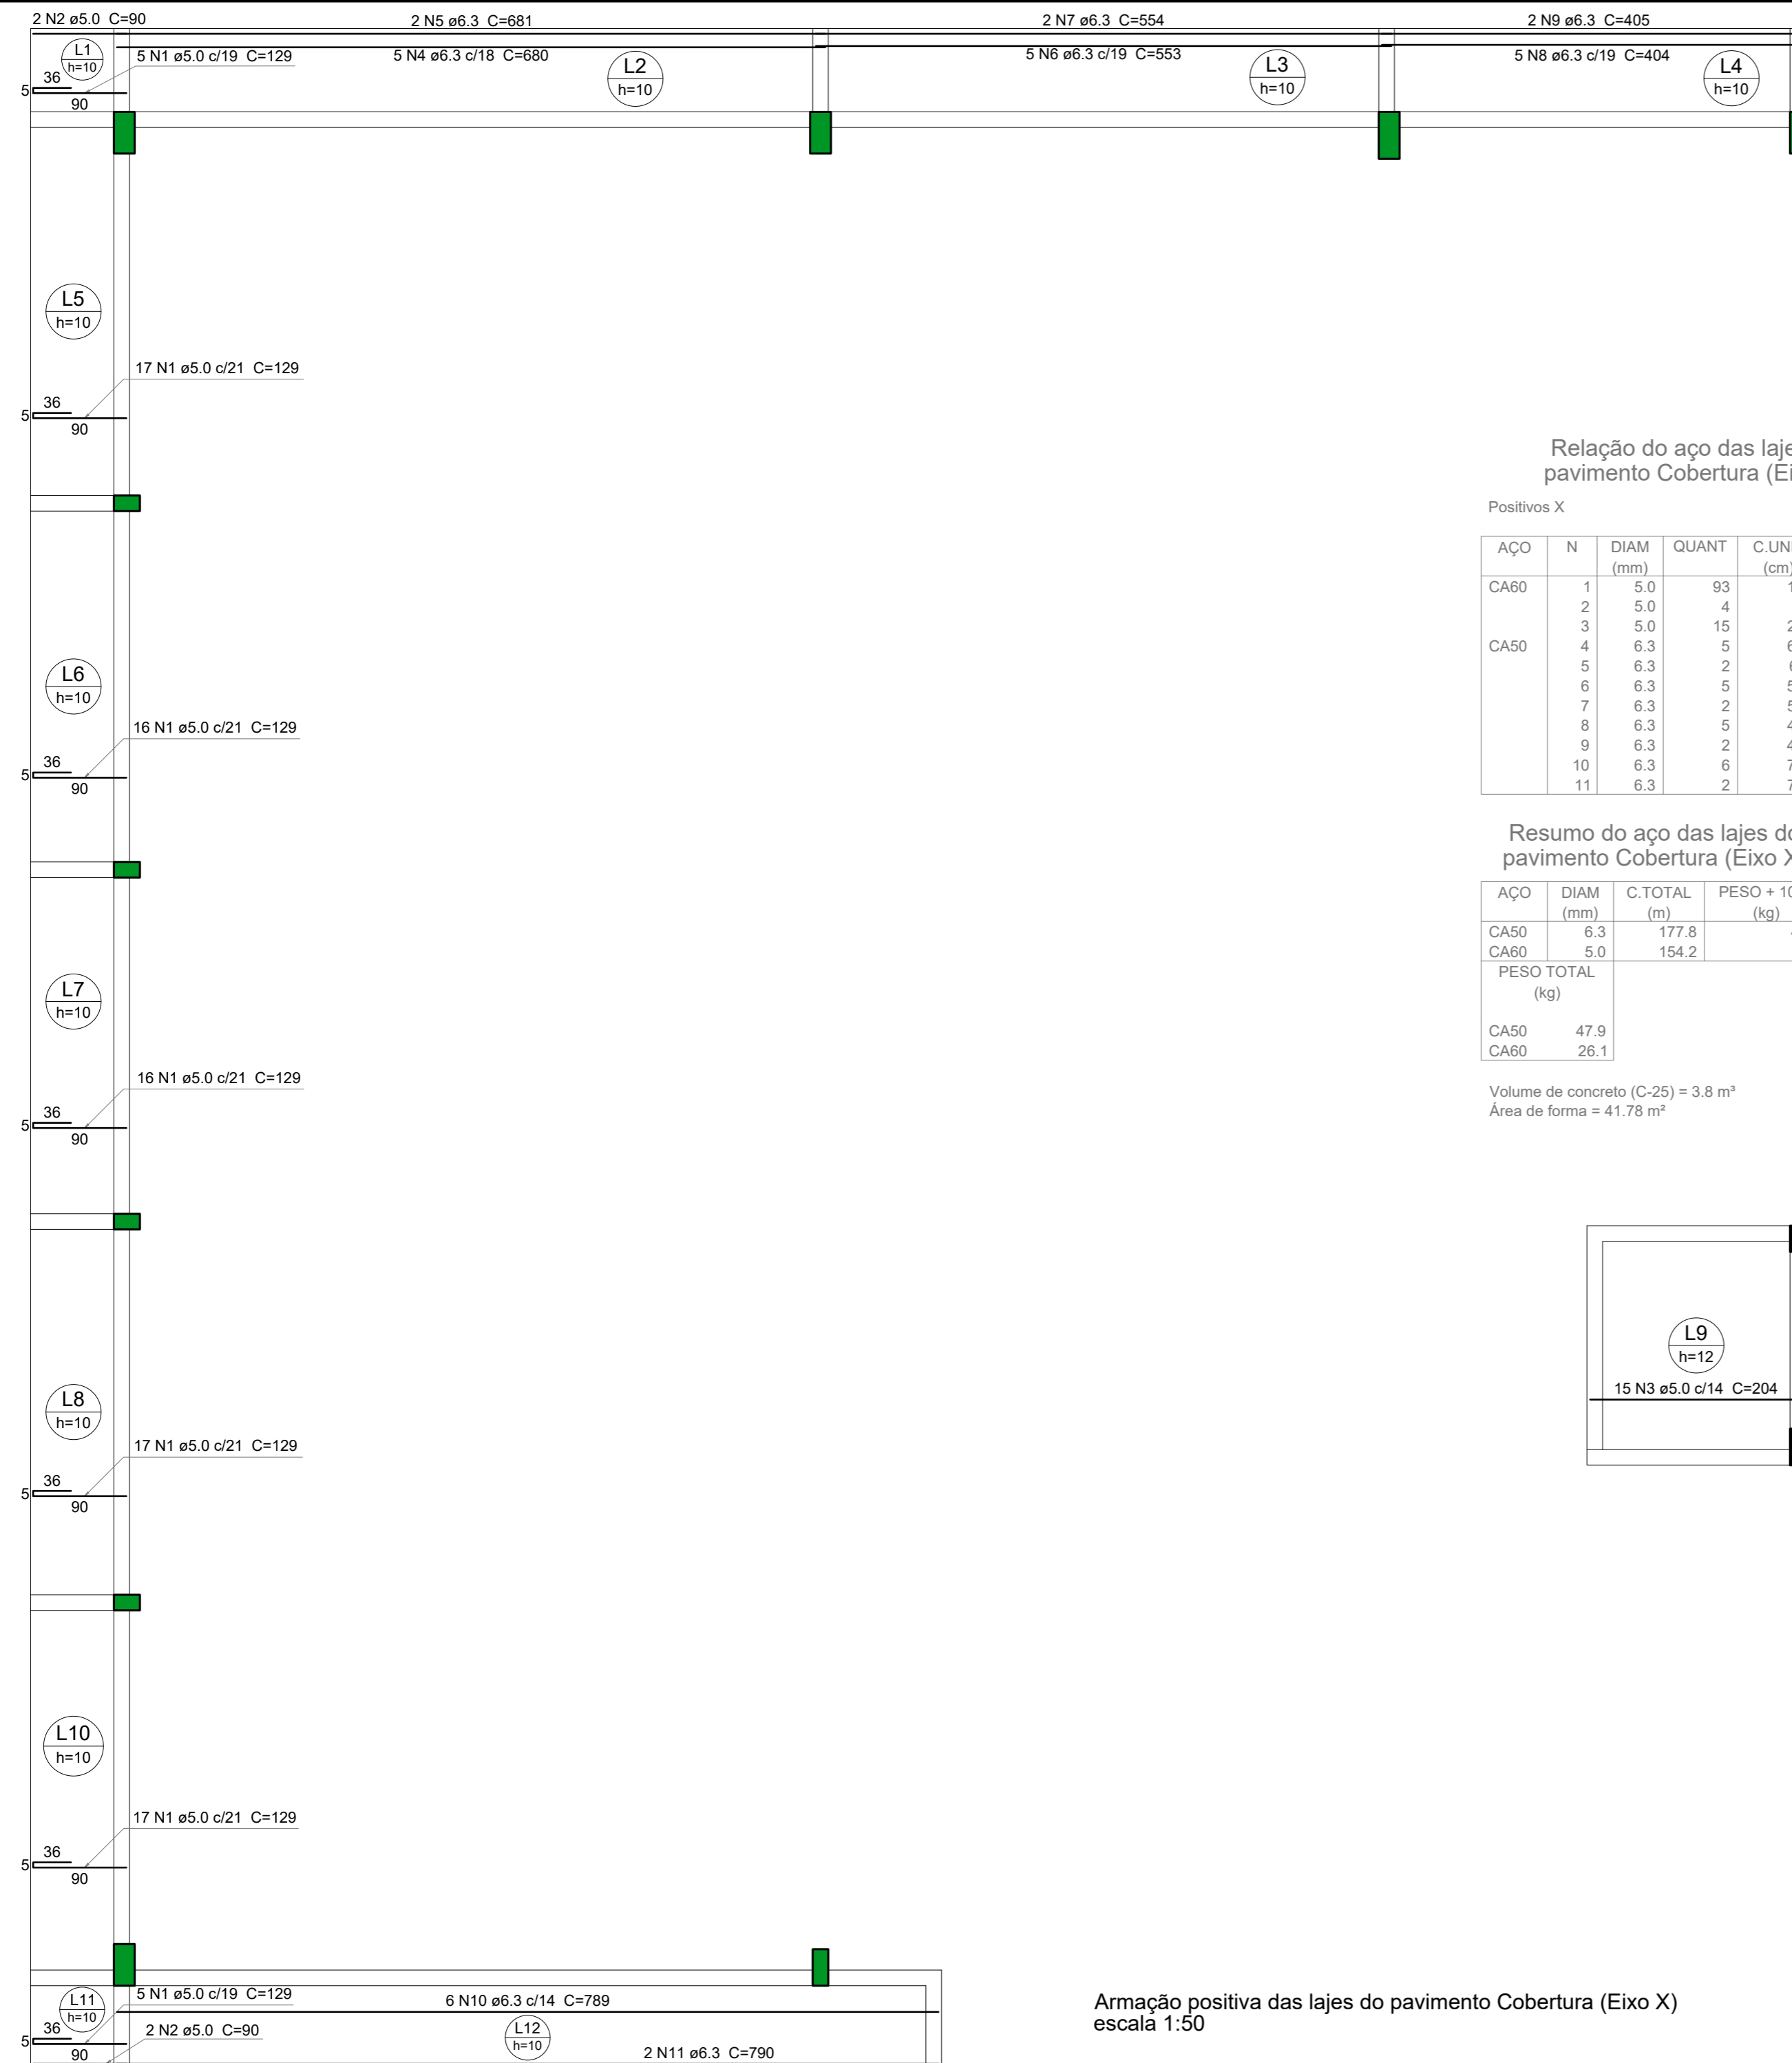 2 N2 ø5.0 C=90
2 N5 ø6.3 C=681
2 N7 ø6.3 C=554
2 N9 ø6.3 C=405
L1
h=10
5 N1 ø5.0 c/19 C=129
36
5
90
5 N4 ø6.3 c/18 C=680
L2
h=10
5 N6 ø6.3 c/19 C=553
L3
h=10
5 N8 ø6.3 c/19 C=404
L4
h=10
L5
h=10
17 N1 ø5.0 c/21 C=129
36
5
90
L6
h=10
16 N1 ø5.0 c/21 C=129
36
5
90
L7
h=10
16 N1 ø5.0 c/21 C=129
36
5
90
L8
h=10
17 N1 ø5.0 c/21 C=129
36
5
90
L10
h=10
17 N1 ø5.0 c/21 C=129
36
5
90
L11
h=10
5 N1 ø5.0 c/19 C=129
36
5
90
2 N2 ø5.0 C=90
6 N10 ø6.3 c/14 C=789
L12
h=10
2 N11 ø6.3 C=790
Relação do aço das
pavimento Cobertura
Positivos X
AÇO N DIAM QUANT
(mm) (cm)
CA60 1 5.0 93
2 5.0 4
3 5.0 15
CA50 4 6.3 5
5 6.3 2
6 6.3 5
7 6.3 2
8 6.3 5
9 6.3 2
10 6.3 6
11 6.3 2
Resumo do aço das lajes do
pavimento Cobertura (Eixo
AÇO DIAM C.TOTAL PESO +
(mm) (m) (kg)
CA50 6.3 177.8
CA60 5.0 154.2
PESO TOTAL
(kg)
CA50 47.9
CA60 26.1
Volume de concreto (C-25) = 3.8 m³
Área de forma = 41.78 m²
L9
h=12
15 N3 ø5.0 c/14 C=204
Armação positiva das lajes do pavimento Cobertura (Eixo X)
escala 1:50